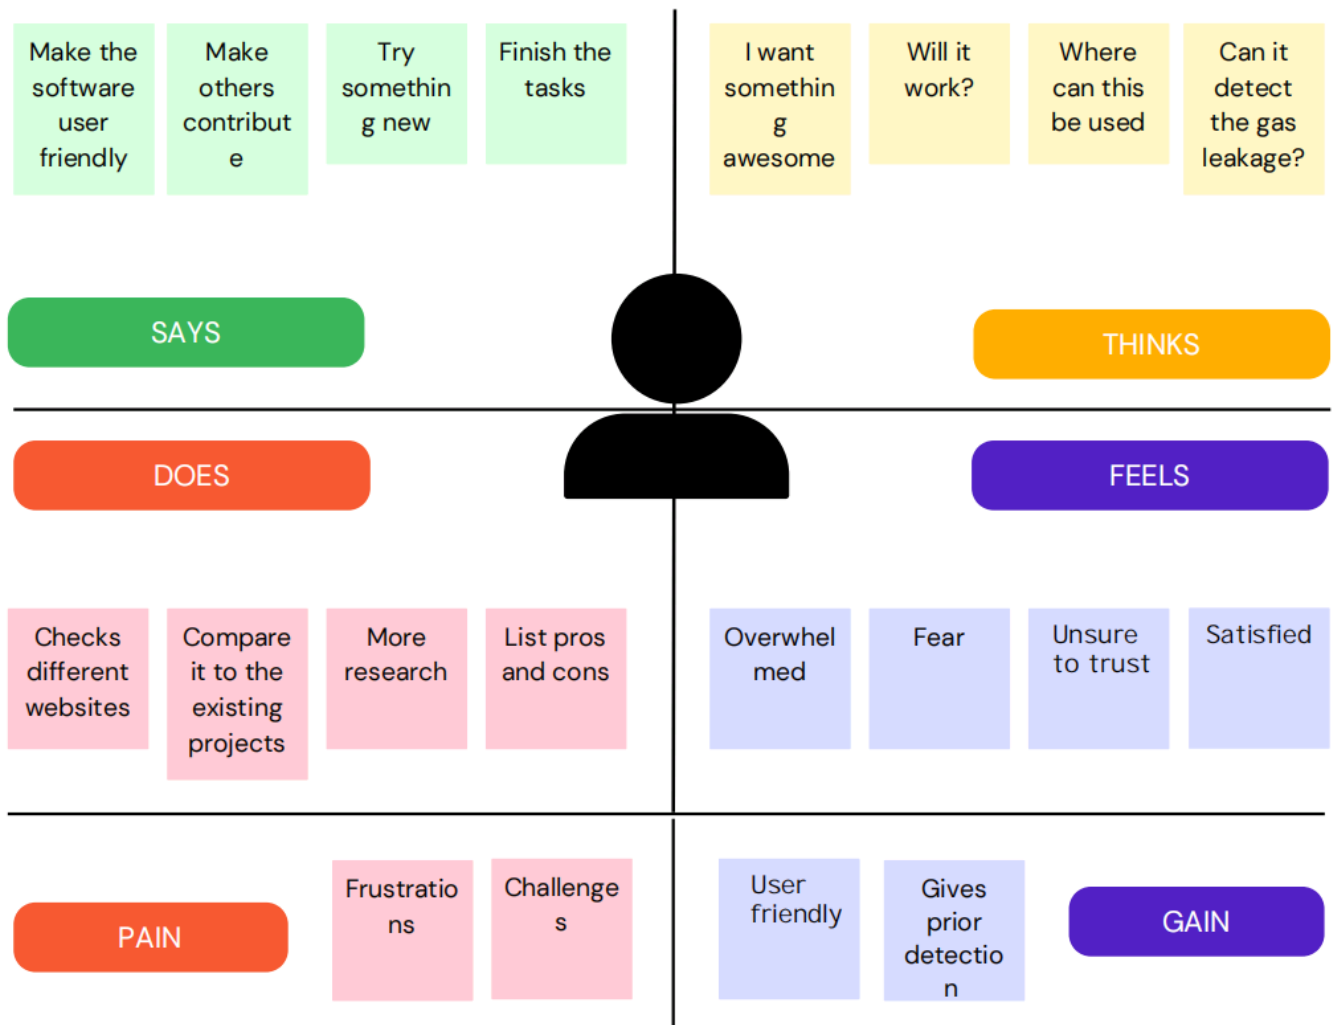 Make the
software
user
friendly
Make
others
contribut
e
Try
somethin
g new
Finish the
tasks
I want
somethin
g
awesome
Will it
work?
Where
can this
be used
Can it
detect
the gas
leakage?
SAYS
THINKS
DOES
FEELS
Checks
different
websites
Compare
it to the
existing
projects
More
research
List pros
and cons
Overwhel
med
Fear
Unsure
to trust
Satisfied
PAIN
Frustratio
ns
Challenge
s
User
friendly
Gives
prior
detectio
n
GAIN